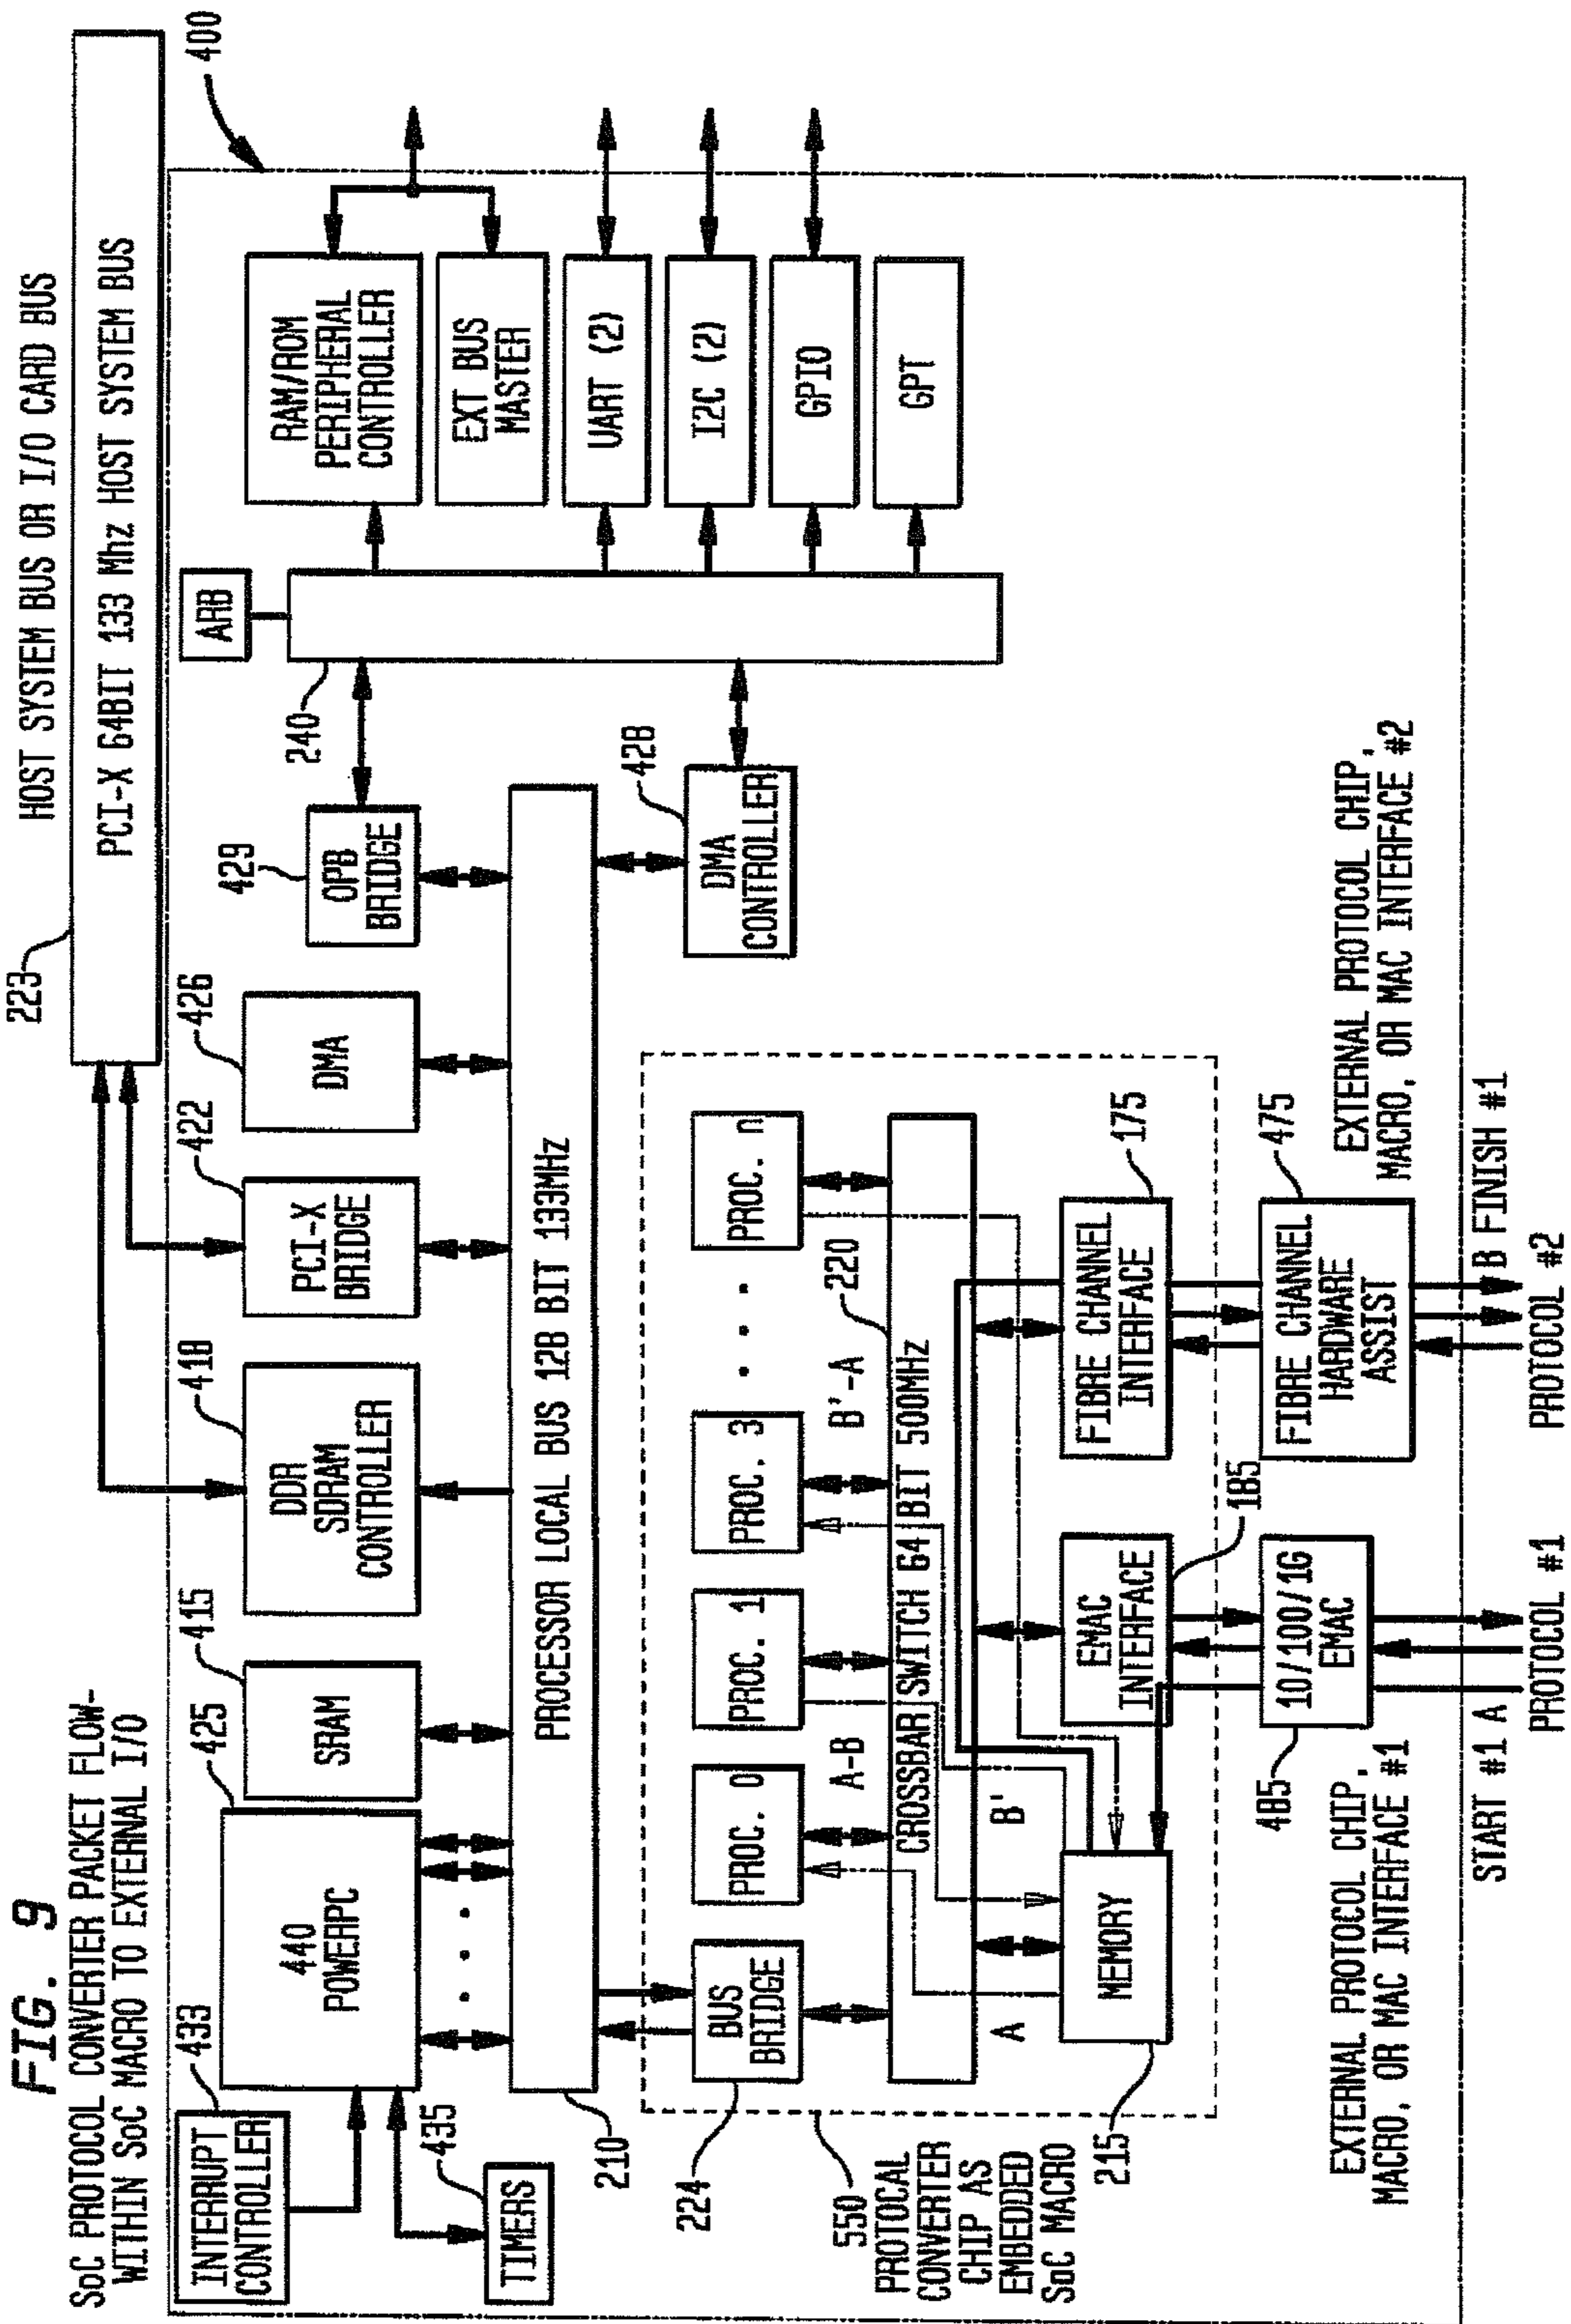 FIG. 9
SoC PROTOCOL CONVERTER PACKET FLOW-
WITHIN SoC MACRO TO EXTERNAL I/O
HOST SYSTEM BUS OR I/O CARD BUS
223
PCI-X 64BIT 133 Mhz HOST SYSTEM BUS
400
433
INTERRUPT
CONTROLLER
435
TIMERS
425
440
POWERPC
415
SRAM
418
DDR
SDRAM
CONTROLLER
422
PCI-X
BRIDGE
426
DMA
429
OPB
BRIDGE
240
ARB
RAM/ROM
PERIPHERAL
CONTROLLER
EXT BUS
MASTER
UART (2)
I2C (2)
GPIO
GPT
210
PROCESSOR LOCAL BUS 128 BIT 133MHz
428
DMA
CONTROLLER
224
BUS
BRIDGE
PROC. 0
PROC. 1
PROC. 3
. . .
PROC. n
A-B
B'-A
220
CROSSBAR SWITCH 64 BIT 500MHz
A
B'
550
PROTOCAL
CONVERTER
CHIP AS
EMBEDDED
SoC MACRO
215
MEMORY
EMAC
INTERFACE
185
FIBRE CHANNEL
INTERFACE
175
485
10/100/1G
EMAC
FIBRE CHANNEL
HARDWARE
ASSIST
475
EXTERNAL PROTOCOL CHIP,
MACRO, OR MAC INTERFACE #1
EXTERNAL PROTOCOL CHIP,
MACRO, OR MAC INTERFACE #2
START #1 A
PROTOCOL #1
B FINISH #1
PROTOCOL #2